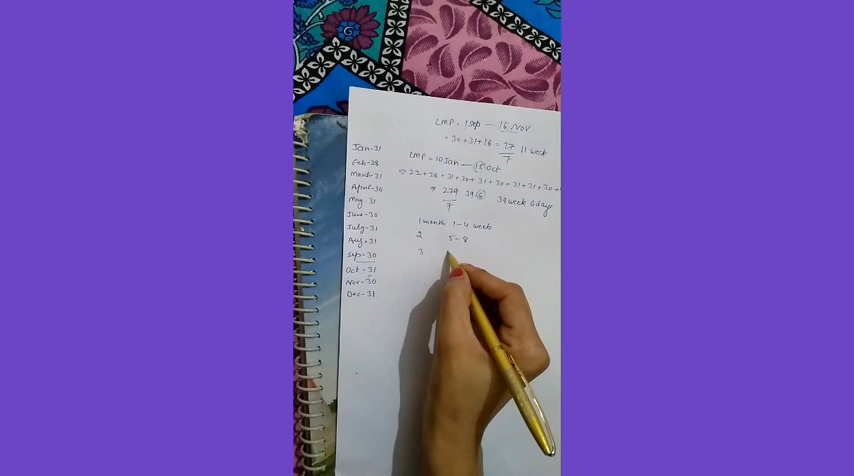 LMP = 1 Sep — 16 Nov
= 30 + 31 + 16 = 77/7 11 week
LMP = 10 Jan — 15 Oct
⇒ 22 + 28 + 31 + 30 + 31 + 30 + 31 + 31 + 30 +
⇒ 279/7 39.6 39 week 6 day
1 month 1-4 week
2 5-8
3
Jan-31
Feb-28
March-31
April-30
May-31
June-30
July-31
Aug-31
Sep-30
Oct-31
Nov-30
Dec-31